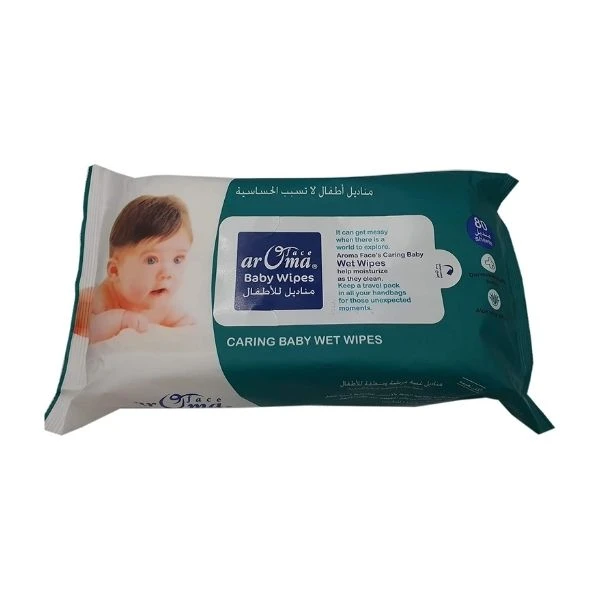 مناديل أطفال لا تسبب الحساسية
face
arOma®
Baby Wipes
مناديل للأطفال
It can get messy
when there is a
world to explore.
Aroma Face's Caring Baby
Wet Wipes
help moisturize
as they clean.
Keep a travel pack
in all your handbags
for those unexpected
moments.
80
مناديل
Sheets
CARING BABY WET WIPES
face
arOma®